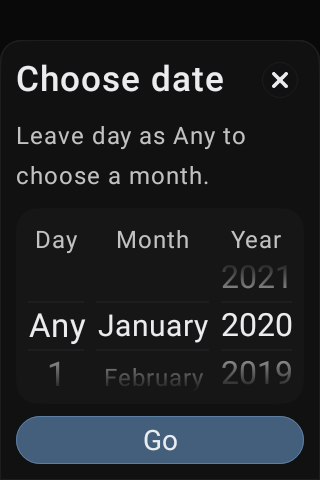 Choose date
Leave day as Any to
choose a month.
Day Month Year
2021
Any January 2020
1 February 2019
Go